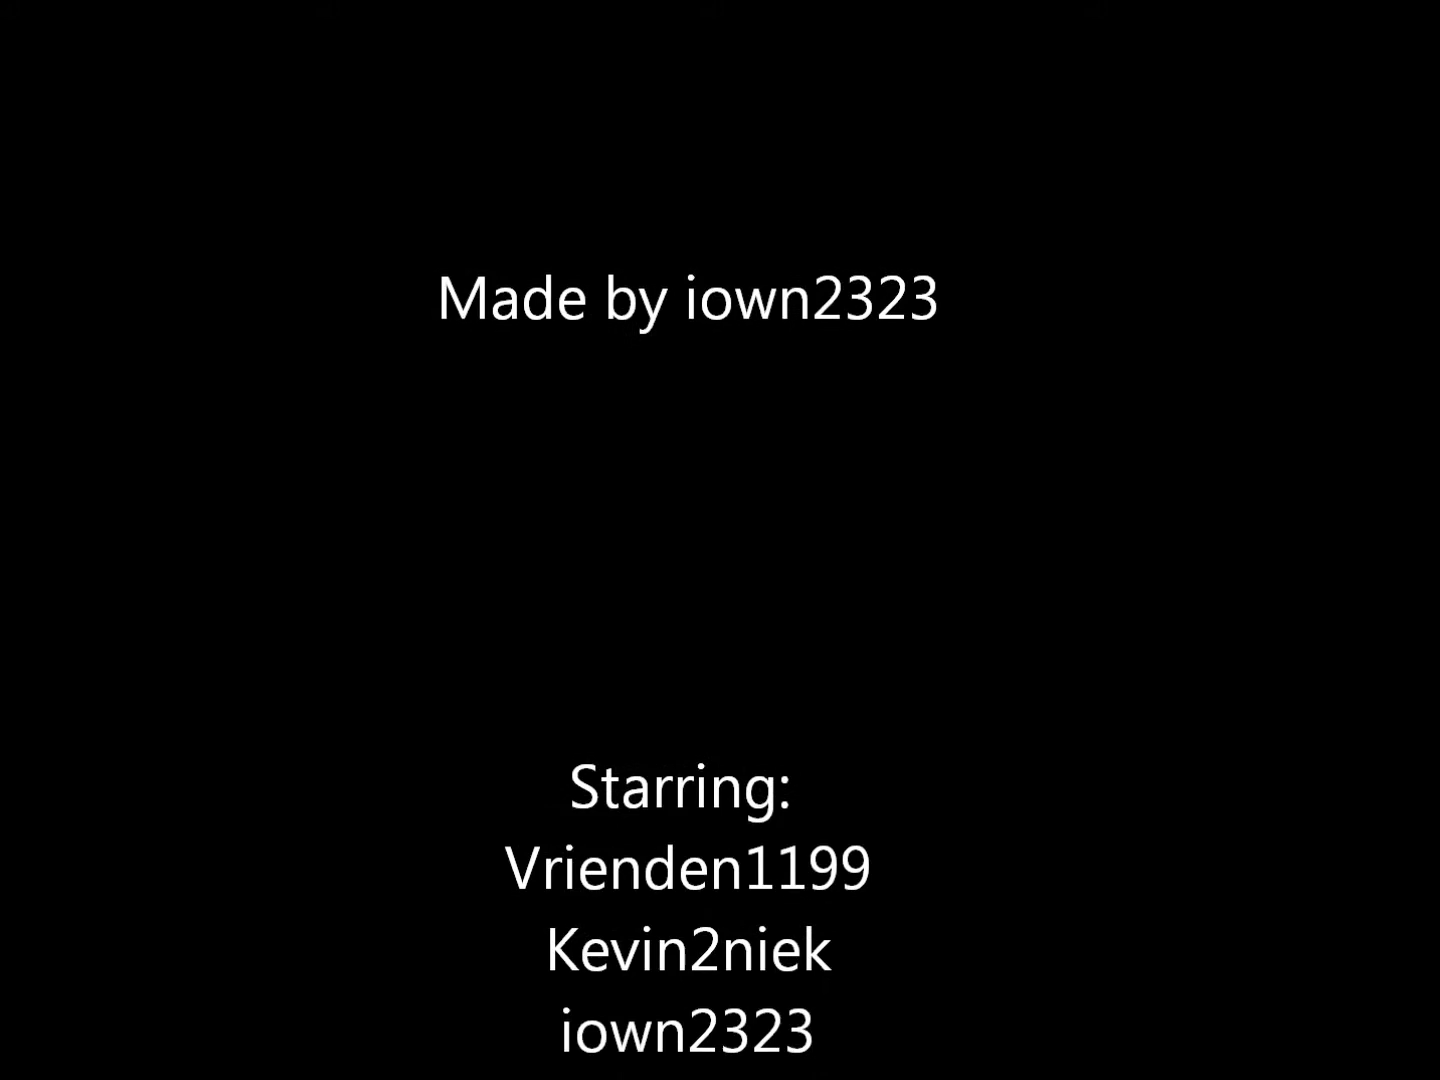 Made by iown2323
Starring:
Vrienden1199
Kevin2niek
iown2323